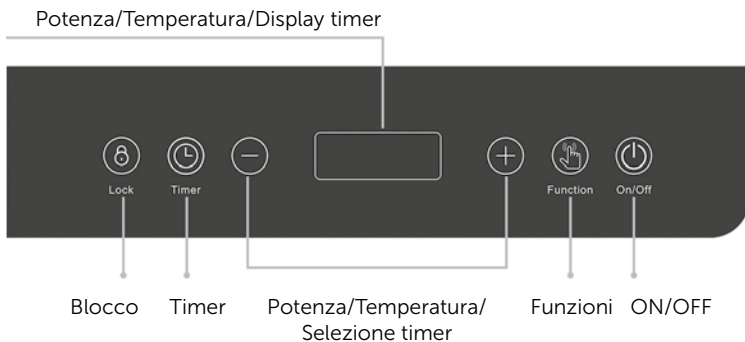 Potenza/Temperatura/Display timer
Lock
Timer
Function
On/Off
Blocco
Timer
Potenza/Temperatura/
Selezione timer
Funzioni
ON/OFF